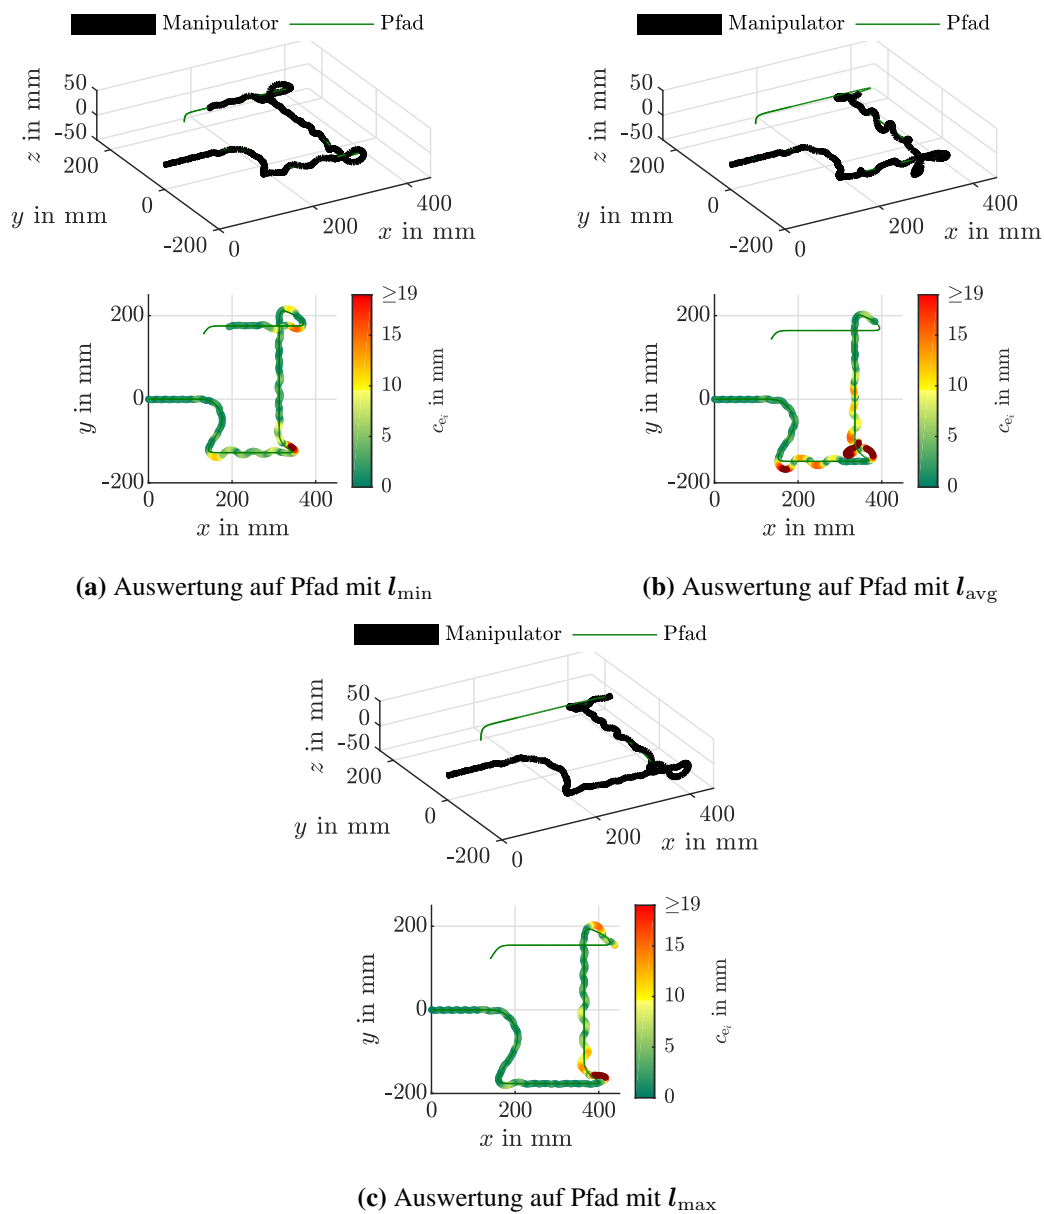 Manipulator Pfad
50
0
-50
z in mm
200
0
-200
y in mm
0
200
400
x in mm
200
0
-200
y in mm
0 200 400
x in mm
≥19
15
10
5
0
c_{e_i} in mm
(a) Auswertung auf Pfad mit l_min
Manipulator Pfad
50
0
-50
z in mm
200
0
-200
y in mm
0
200
400
x in mm
200
0
-200
y in mm
0 200 400
x in mm
≥19
15
10
5
0
c_{e_i} in mm
(b) Auswertung auf Pfad mit l_avg
Manipulator Pfad
50
0
-50
z in mm
200
0
-200
y in mm
0
200
400
x in mm
200
0
-200
y in mm
0 200 400
x in mm
≥19
15
10
5
0
c_{e_i} in mm
(c) Auswertung auf Pfad mit l_max